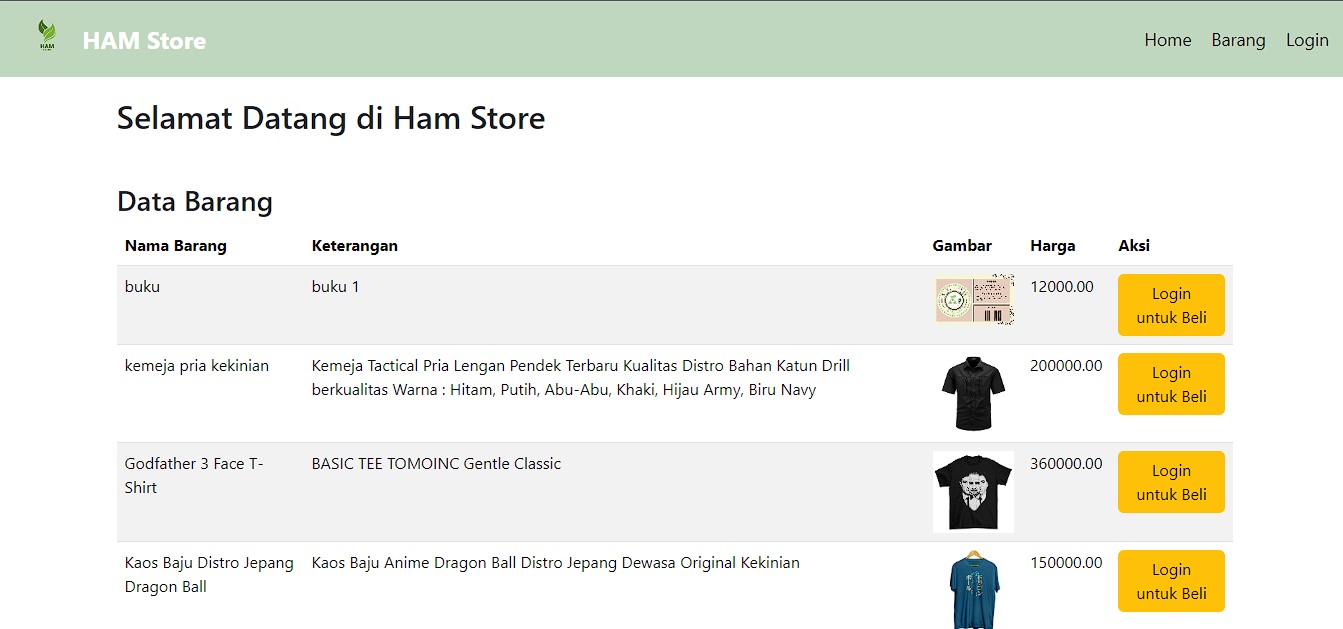 HAM
HAM Store
Home Barang Login
Selamat Datang di Ham Store
Data Barang
Nama Barang Keterangan Gambar Harga Aksi
buku buku 1 12000.00 Login
untuk Beli
kemeja pria kekinian Kemeja Tactical Pria Lengan Pendek Terbaru Kualitas Distro Bahan Katun Drill 200000.00 Login
berkualitas Warna : Hitam, Putih, Abu-Abu, Khaki, Hijau Army, Biru Navy untuk Beli
Godfather 3 Face T- BASIC TEE TOMOINC Gentle Classic 360000.00 Login
Shirt untuk Beli
Kaos Baju Distro Jepang Kaos Baju Anime Dragon Ball Distro Jepang Dewasa Original Kekinian 150000.00 Login
Dragon Ball untuk Beli